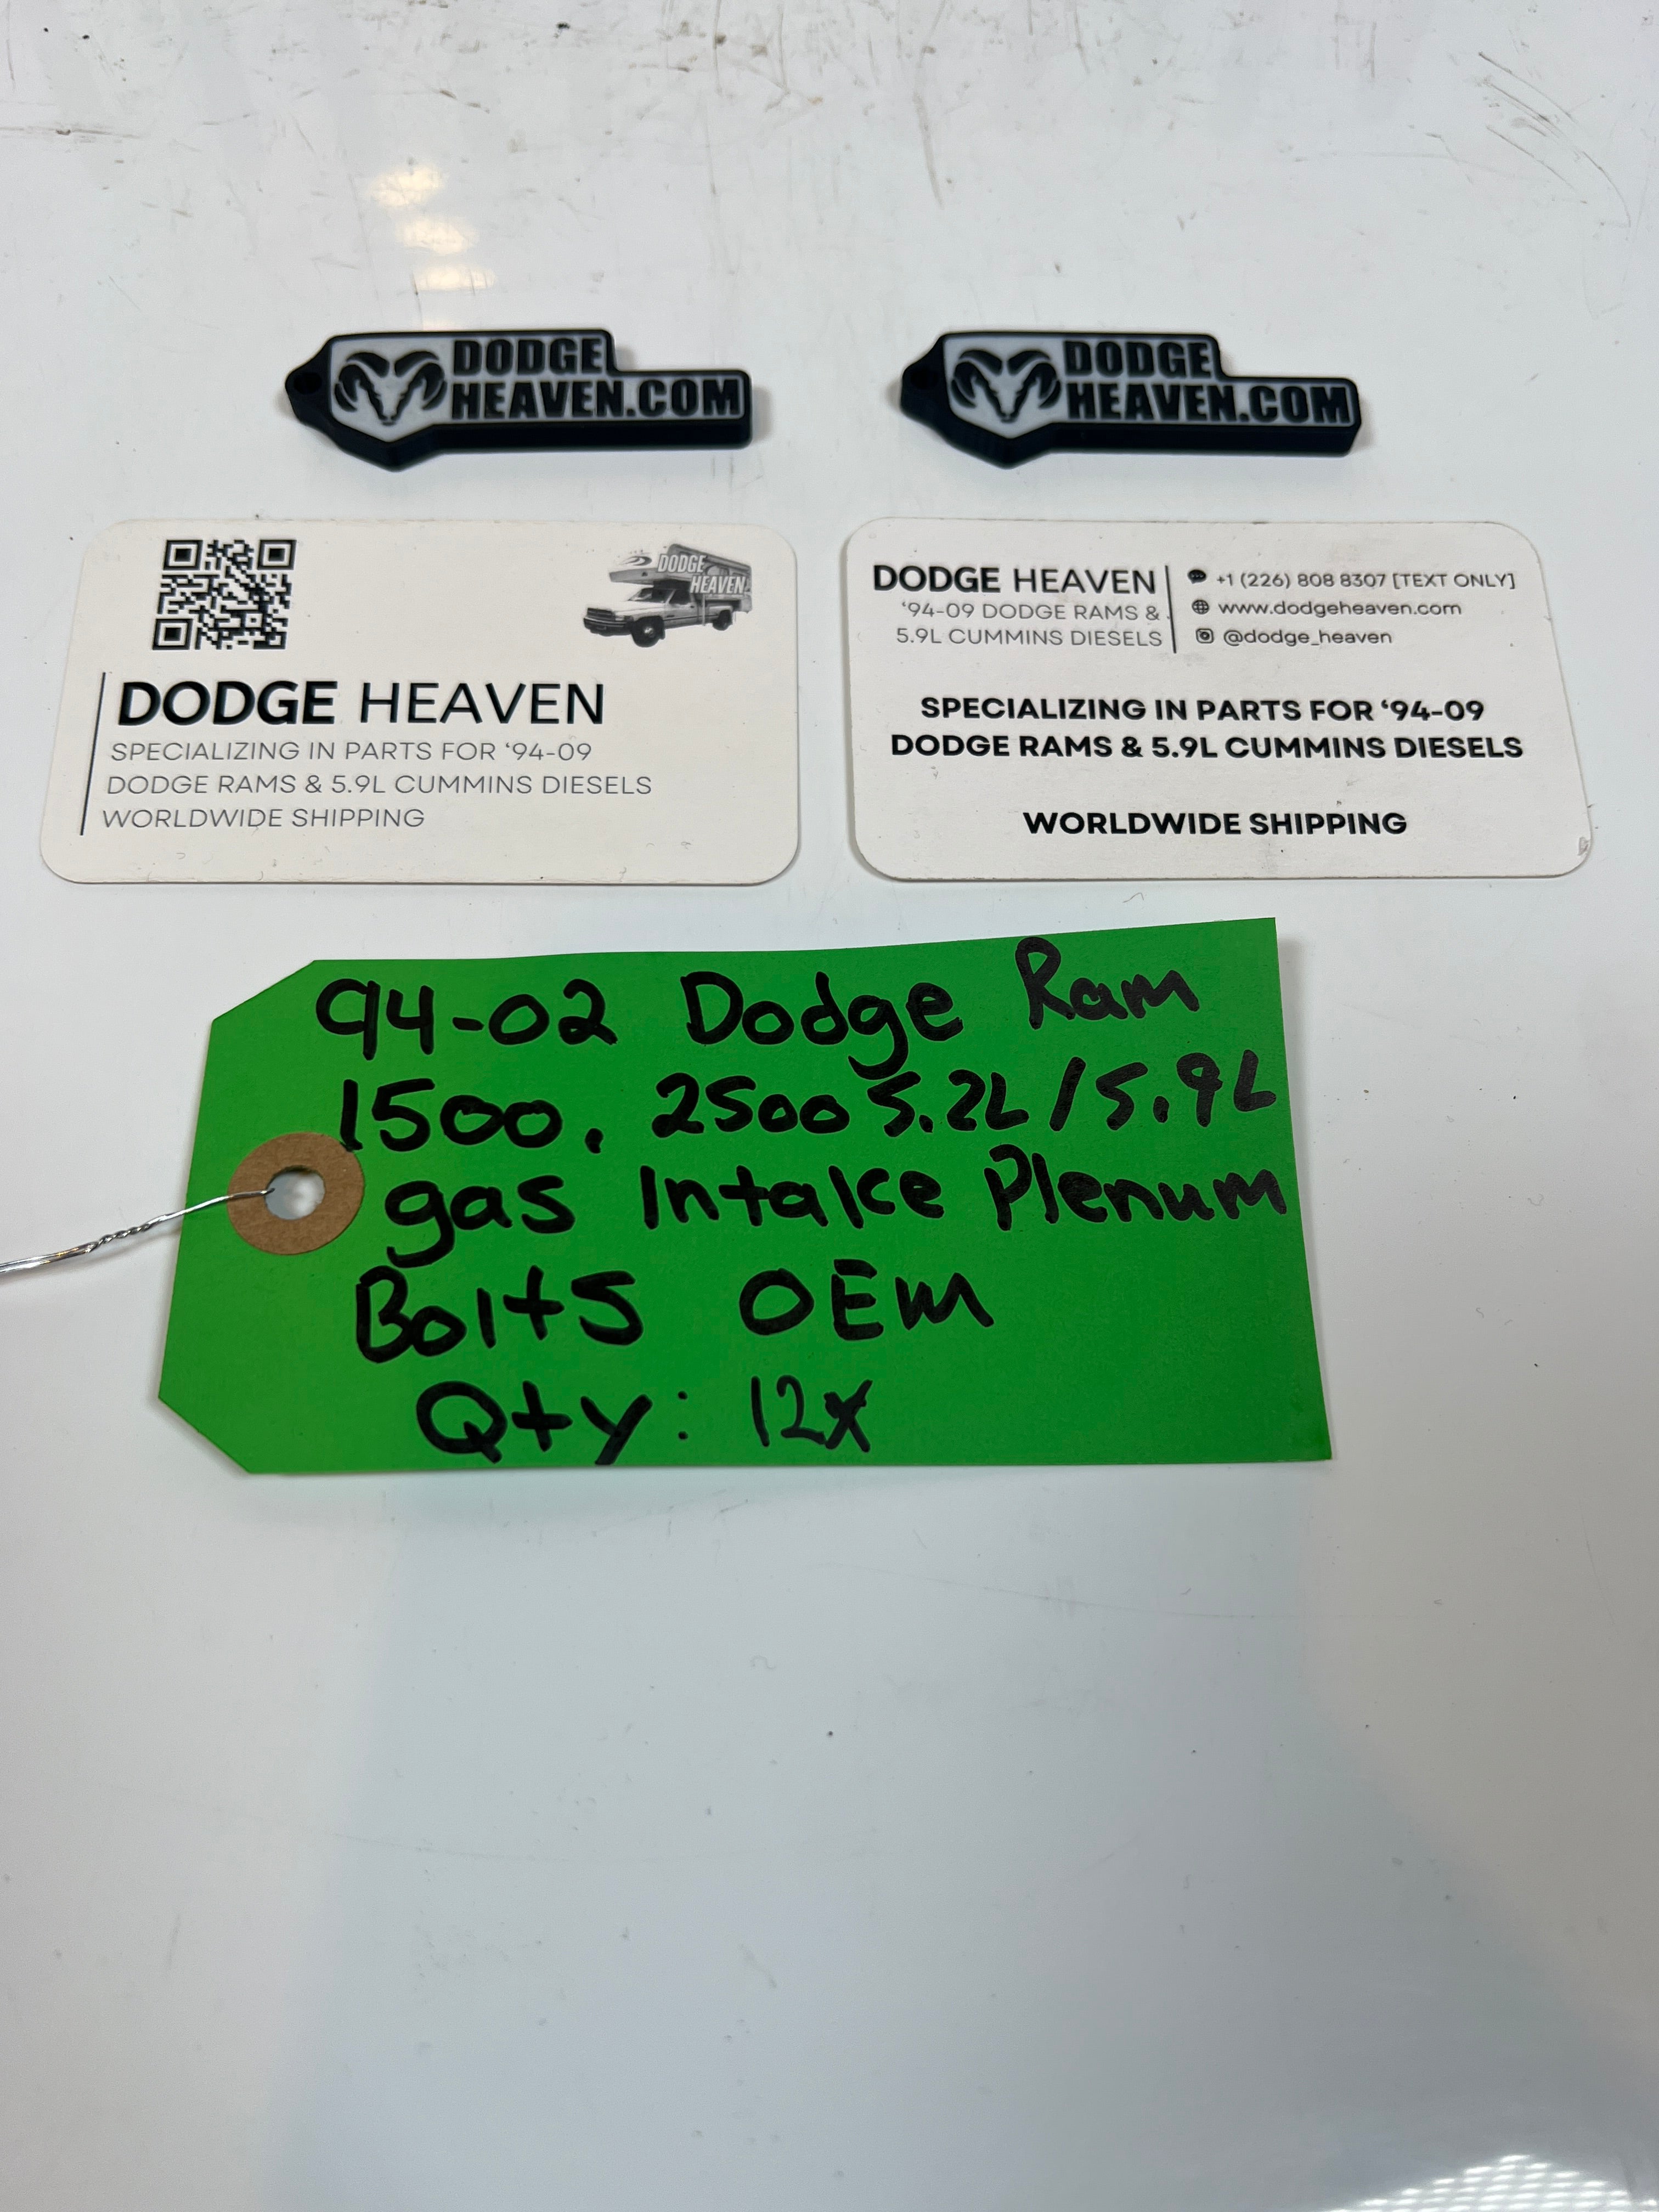 DODGE
HEAVEN.COM
DODGE
HEAVEN.COM
DODGE
HEAVEN
DODGE HEAVEN
SPECIALIZING IN PARTS FOR ‘94-09
DODGE RAMS & 5.9L CUMMINS DIESELS
WORLDWIDE SHIPPING
DODGE HEAVEN
‘94-09 DODGE RAMS &
5.9L CUMMINS DIESELS
+1 (226) 808 8307 [TEXT ONLY]
www.dodgeheaven.com
@dodge_heaven
SPECIALIZING IN PARTS FOR ‘94-09
DODGE RAMS & 5.9L CUMMINS DIESELS
WORLDWIDE SHIPPING
94-02 Dodge Ram
1500, 2500 5.2L/5.9L
gas Intake Plenum
Bolts OEM
Qty: 12x